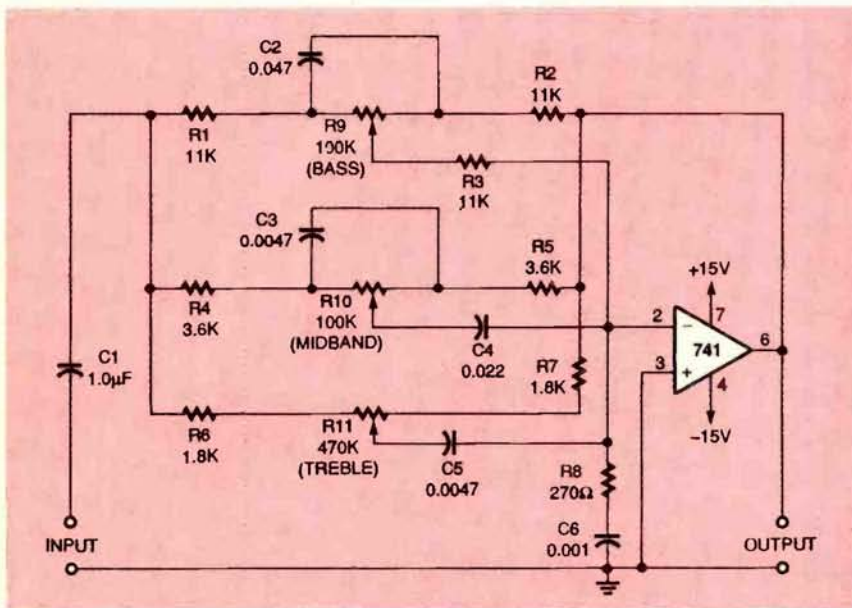 C2
0.047
R1
11K
R9
100K
(BASS)
R2
11K
R3
11K
C3
0.0047
R4
3.6K
R10
100K
(MIDBAND)
R5
3.6K
C4
0.022
R7
1.8K
+15V
2
7
741
6
3
4
-15V
C1
1.0μF
R6
1.8K
R11
470K
(TREBLE)
C5
0.0047
R8
270Ω
C6
0.001
INPUT
OUTPUT